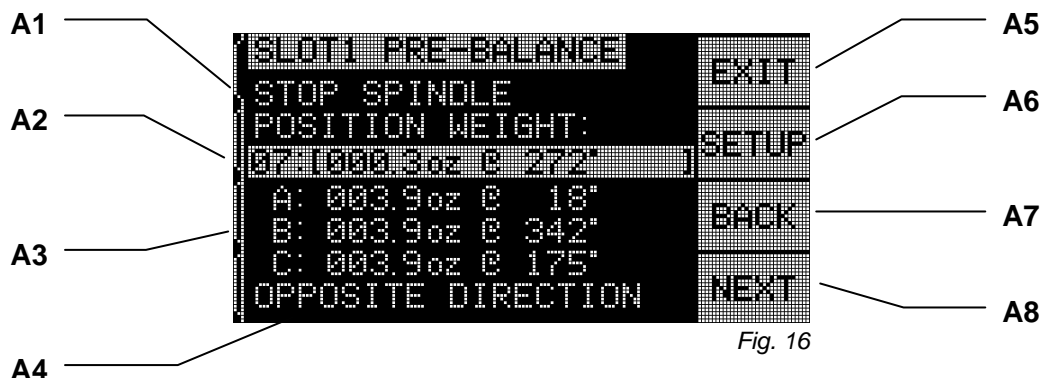 A1
A2
A3
A4
SLOT1 PRE-BALANCE
STOP SPINDLE
POSITION WEIGHT:
07:[000.3oz @ 272° ]
A: 003.9oz @ 18°
B: 003.9oz @ 342°
C: 003.9oz @ 175°
OPPOSITE DIRECTION
EXIT
SETUP
BACK
NEXT
A5
A6
A7
A8
Fig. 16